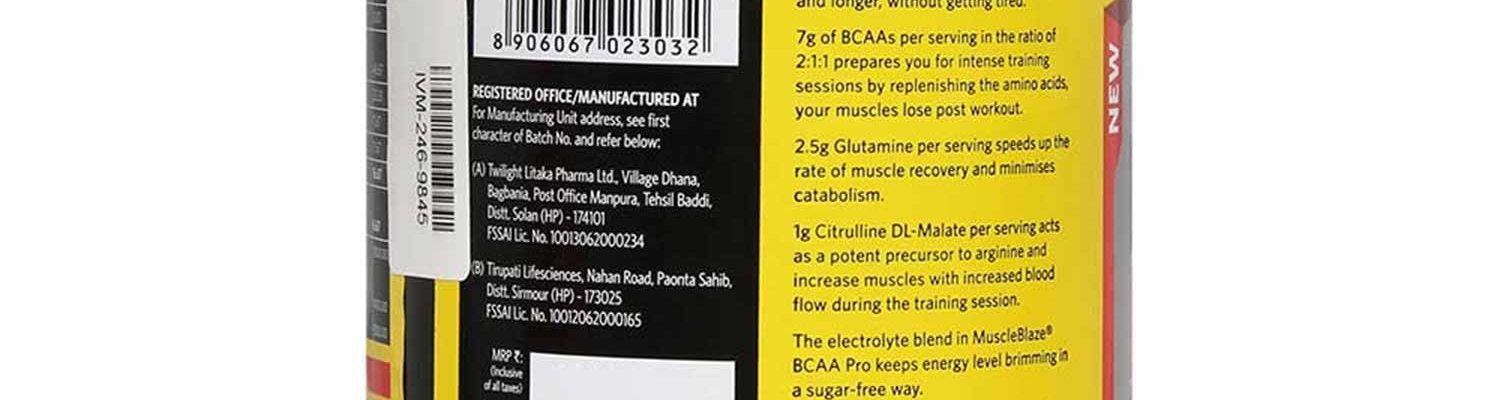 8 906067 023032
IVM-246-9845
REGISTERED OFFICE/MANUFACTURED AT
For Manufacturing Unit address, see first
character of Batch No. and refer below:
(A) Twilight Litaka Pharma Ltd., Village Dhana,
Bagbania, Post Office Manpura, Tehsil Baddi,
Distt. Solan (HP) - 174101
FSSAI Lic. No. 10013062000234
(B) Tirupati Lifesciences, Nahan Road, Paonta Sahib,
Distt. Sirmour (HP) - 173025
FSSAI Lic. No. 10012062000165
MRP ₹:
(Inclusive
of all taxes)
and longer, without getting tired.
7g of BCAAs per serving in the ratio of
2:1:1 prepares you for intense training
sessions by replenishing the amino acids,
your muscles lose post workout.
2.5g Glutamine per serving speeds up the
rate of muscle recovery and minimises
catabolism.
1g Citrulline DL-Malate per serving acts
as a potent precursor to arginine and
increase muscles with increased blood
flow during the training session.
The electrolyte blend in MuscleBlaze®
BCAA Pro keeps energy level brimming in
a sugar-free way.
NEW